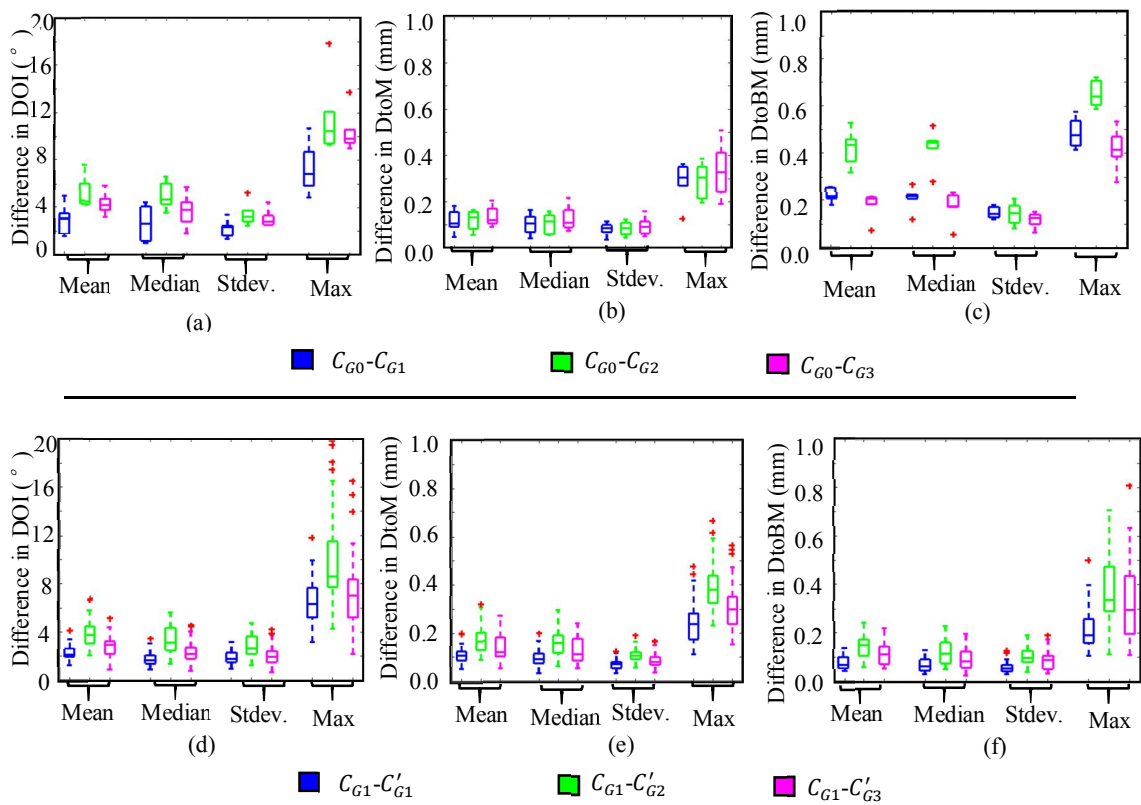 Difference in DOI (°)
20
16
12
8
4
0
Mean
Median
Stdev.
Max
(a)
Difference in DtoM (mm)
1.0
0.8
0.6
0.4
0.2
0.0
Mean
Median
Stdev.
Max
(b)
Difference in DtoBM (mm)
1.0
0.8
0.6
0.4
0.2
0.0
Mean
Median
Stdev.
Max
(c)
C_{G0}-C_{G1}
C_{G0}-C_{G2}
C_{G0}-C_{G3}
Difference in DOI (°)
20
16
12
8
4
0
Mean
Median
Stdev.
Max
(d)
Difference in DtoM (mm)
1.0
0.8
0.6
0.4
0.2
0.0
Mean
Median
Stdev.
Max
(e)
Difference in DtoBM (mm)
1.0
0.8
0.6
0.4
0.2
0.0
Mean
Median
Stdev.
Max
(f)
C_{G1}-C'_{G1}
C_{G1}-C'_{G2}
C_{G1}-C'_{G3}